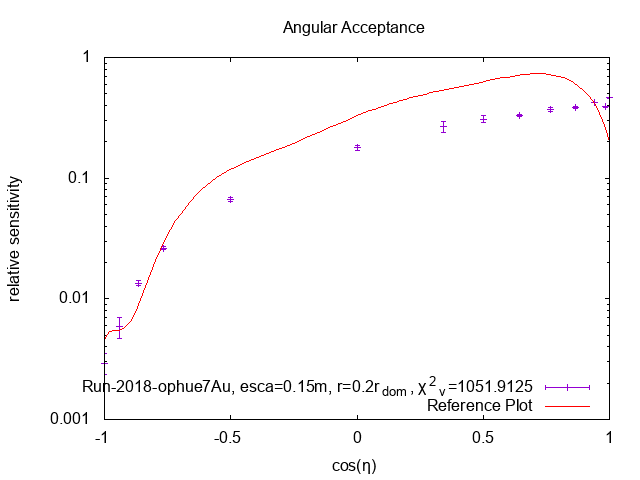 Angular Acceptance
relative sensitivity
1
0.1
0.01
0.001
Run-2018-ophue7Au, esca=0.15m, r=0.2r_dom, χ²_v=1051.9125
Reference Plot
-1 -0.5 0 0.5 1
cos(η)